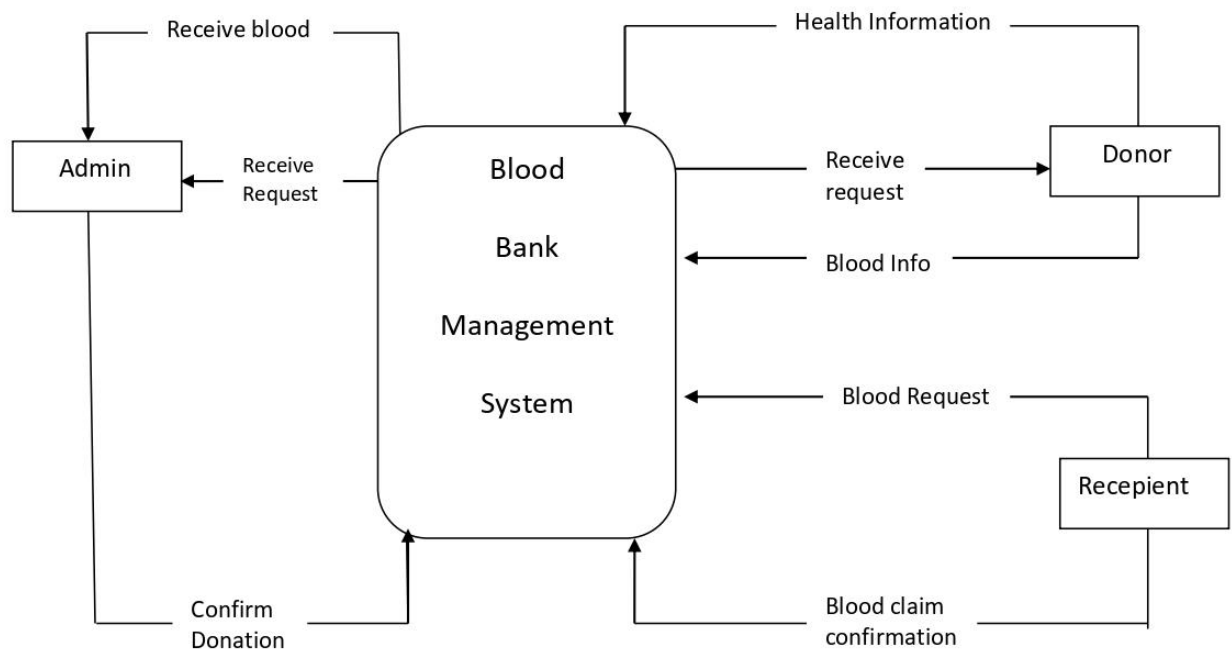 Receive blood
Health Information
Admin
Receive
Request
Blood
Bank
Management
System
Receive
request
Donor
Blood Info
Blood Request
Recepient
Confirm
Donation
Blood claim
confirmation